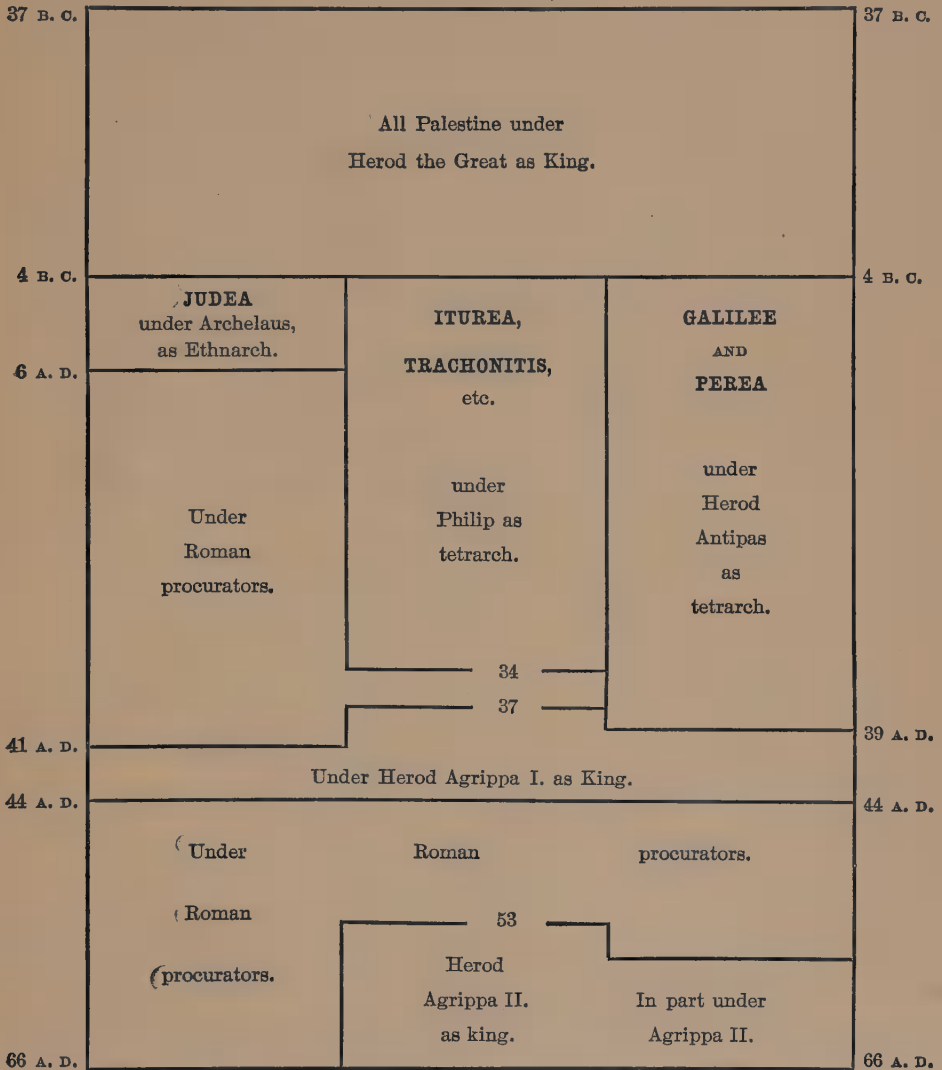 37 B. C.
37 B. C.
All Palestine under
Herod the Great as King.
4 B. C.
4 B. C.
JUDEA
under Archelaus,
as Ethnarch.
6 A. D.
Under
Roman
procurators.
ITUREA,
TRACHONITIS,
etc.
under
Philip as
tetrarch.
34
37
GALILEE
AND
PEREA
under
Herod
Antipas
as
tetrarch.
41 A. D.
39 A. D.
Under Herod Agrippa I. as King.
44 A. D.
44 A. D.
Under Roman procurators.
Roman
procurators.
53
Herod
Agrippa II.
as king.
In part under
Agrippa II.
66 A. D.
66 A. D.